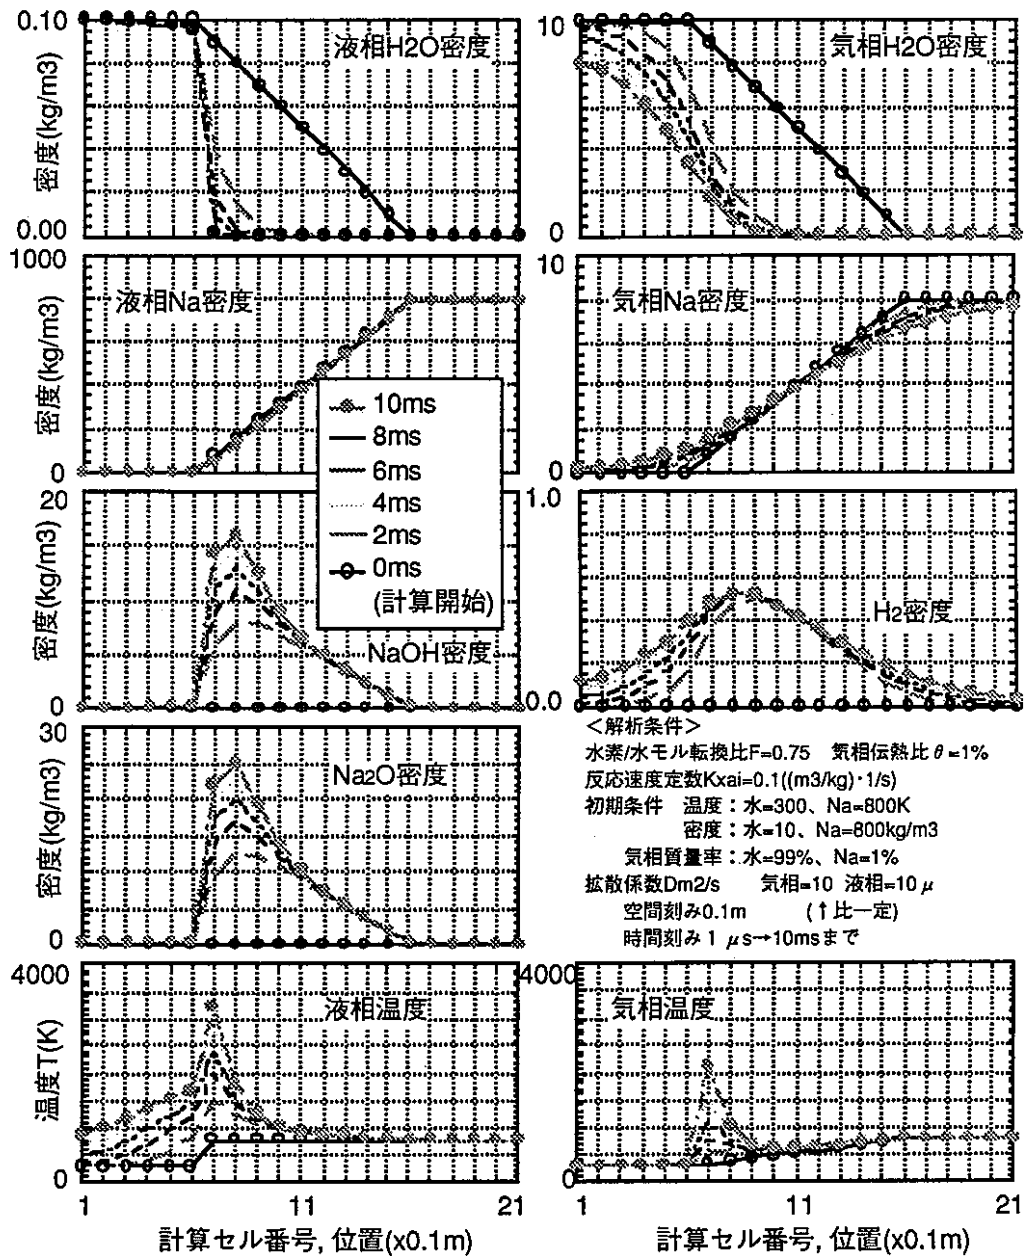 0.10
液相H2O密度
密度(kg/m3)
0.00
10
気相H2O密度
0
1000
液相Na密度
密度(kg/m3)
0
10
気相Na密度
0
10ms
8ms
6ms
4ms
2ms
0ms
(計算開始)
20
密度(kg/m3)
NaOH密度
0
1.0
H2密度
0.0
30
Na2O密度
密度(kg/m3)
0
<解析条件>
水素/水モル転換比F=0.75 気相伝熱比θ=1%
反応速度定数Kxai=0.1((m3/kg)・1/s)
初期条件 温度：水=300、Na=800K
密度：水=10、Na=800kg/m3
気相質量率：水=99%、Na=1%
拡散係数Dm2/s 気相=10 液相=10μ
空間刻み0.1m (↑比一定)
時間刻み1 μs→10msまで
4000
液相温度
温度T(K)
0
1 11 21
計算セル番号, 位置(x0.1m)
4000
気相温度
0
1 11 21
計算セル番号, 位置(x0.1m)